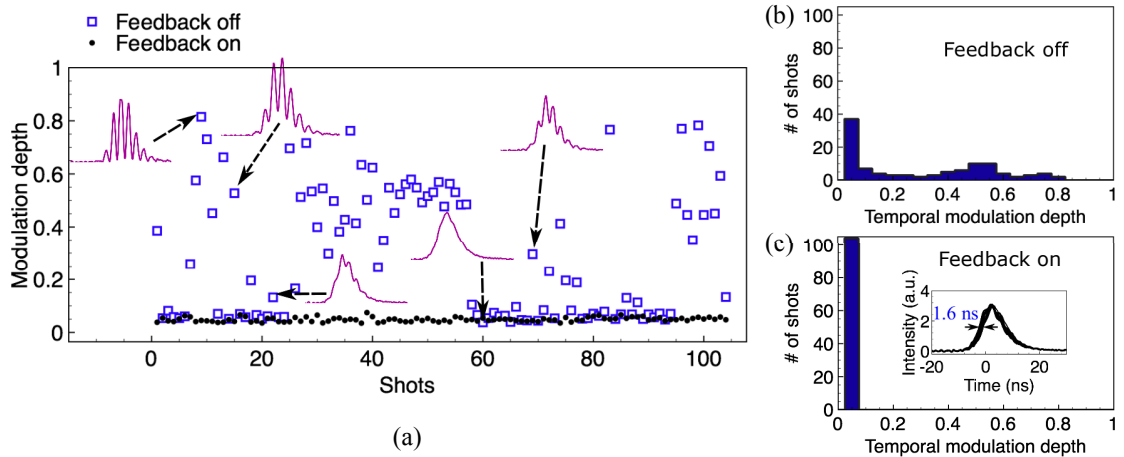 Feedback off
Feedback on
Modulation depth
1
0.8
0.6
0.4
0.2
0
0 20 40 60 80 100
Shots
(a)
(b)
# of shots
100
80
60
40
20
0
Feedback off
0 0.2 0.4 0.6 0.8 1
Temporal modulation depth
(c)
# of shots
100
80
60
40
20
0
Feedback on
Intensity (a.u.)
4
2
0
1.6 ns
-20 0 20
Time (ns)
0 0.2 0.4 0.6 0.8 1
Temporal modulation depth